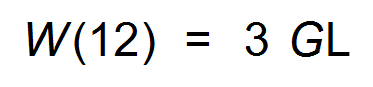 W(12) = 3 GL